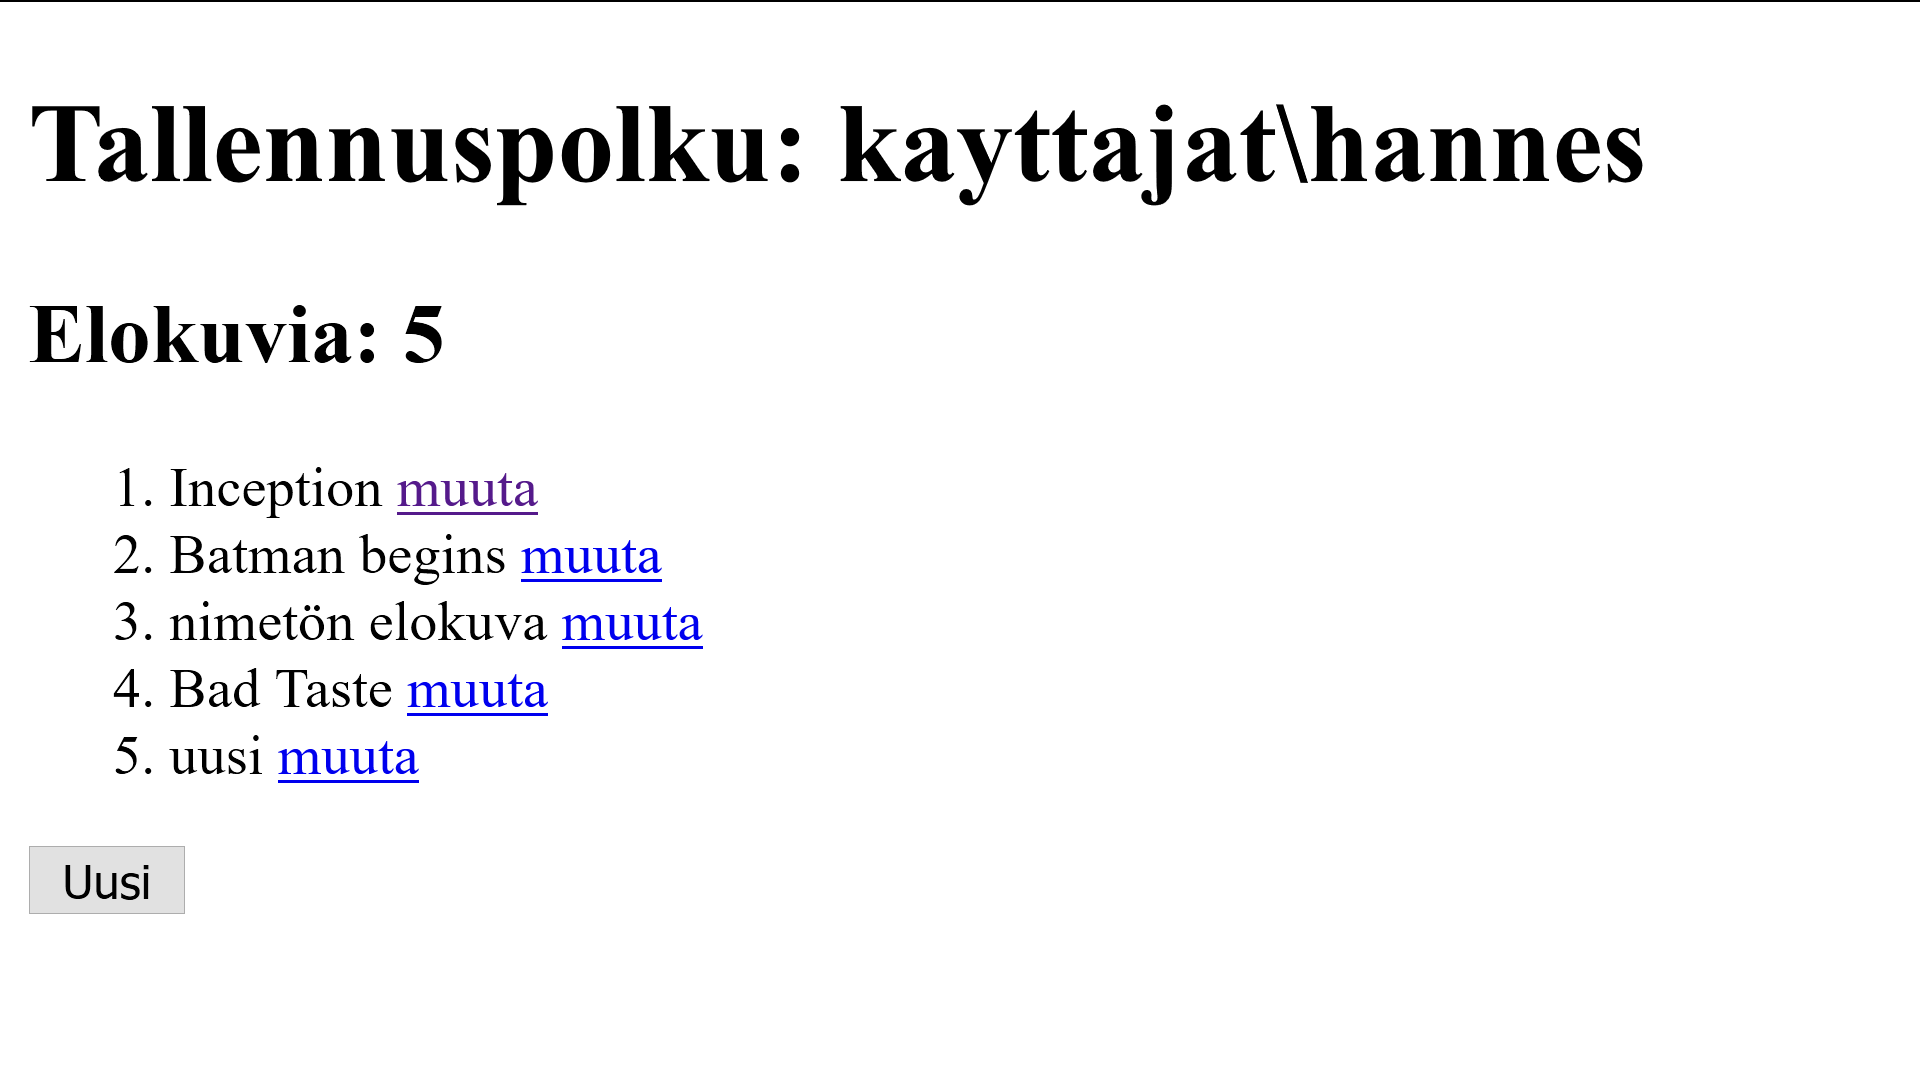 Tallennuspolku: kayttajat\hannes
Elokuvia: 5
1. Inception muuta
2. Batman begins muuta
3. nimetön elokuva muuta
4. Bad Taste muuta
5. uusi muuta
Uusi